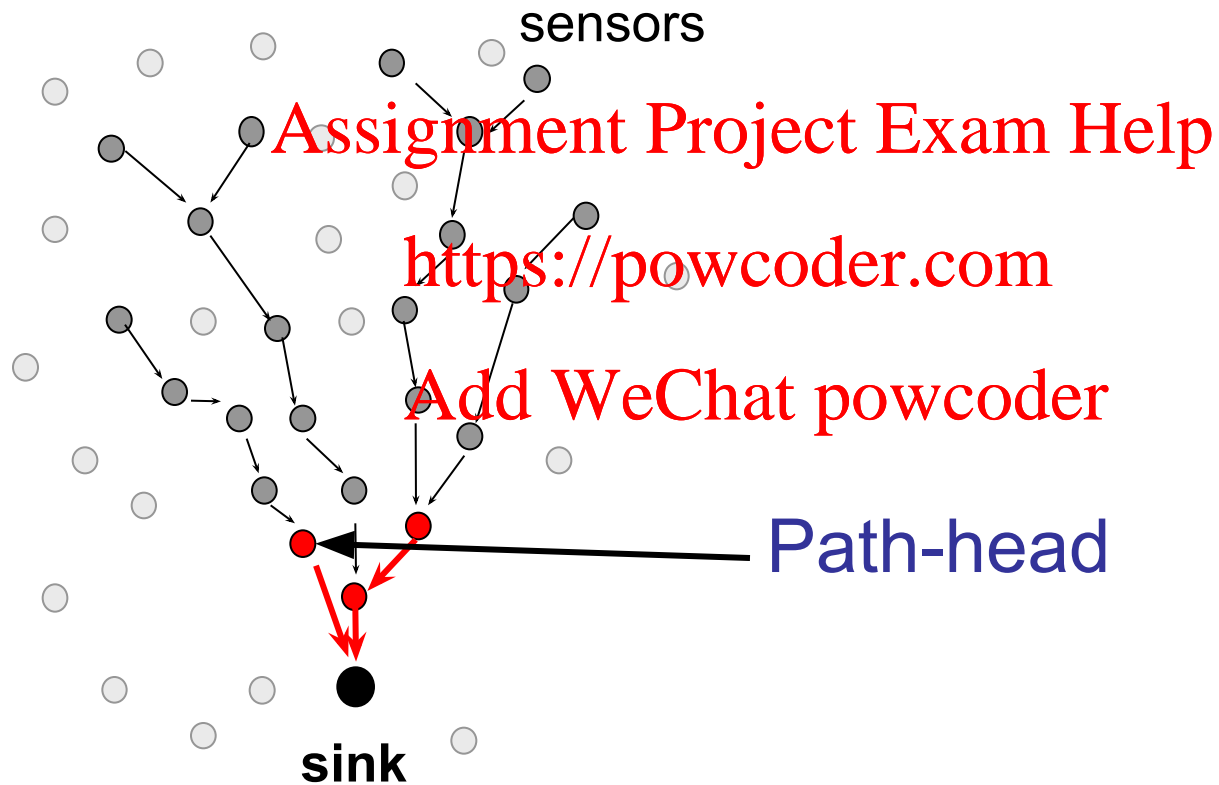 sensors
Assignment Project Exam Help
https://powcoder.com
Add WeChat powcoder
Path-head
sink